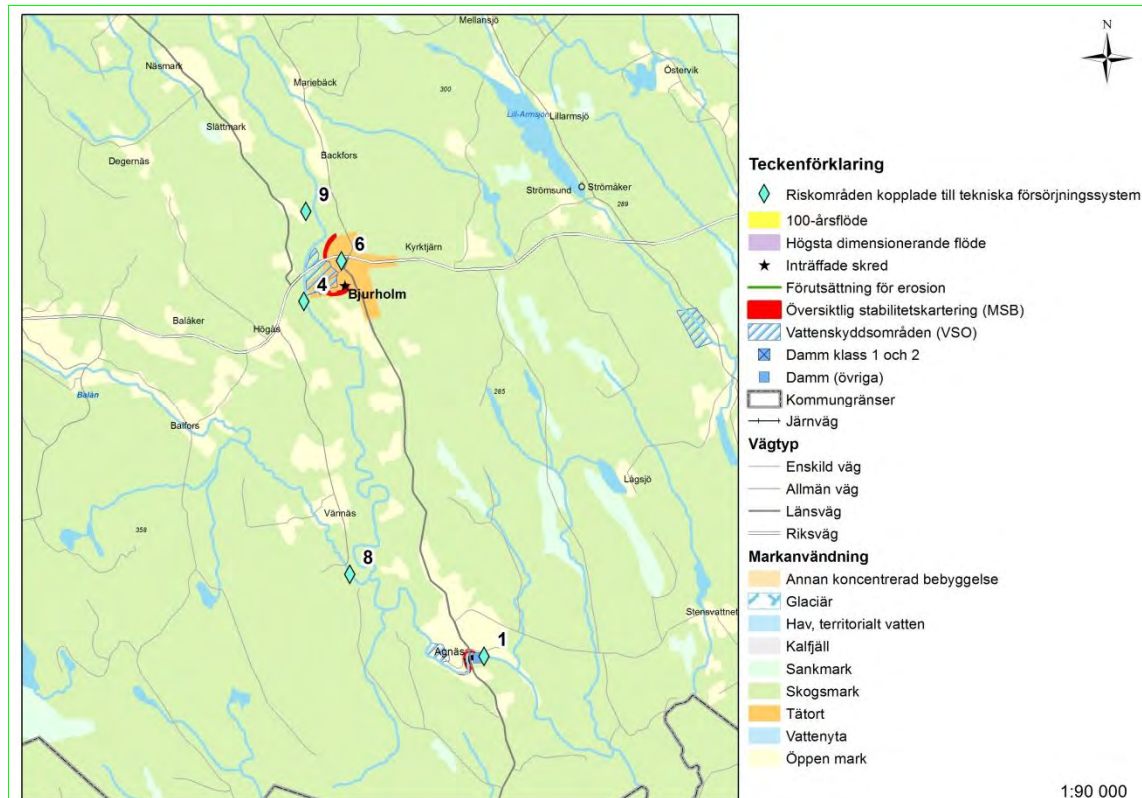 Mellansjö
N
Näsmark
Östervik
Mariebäck
300
Lill-Armsjön
Lillarmsjö
Slättmark
Backfors
Degernäs
Strömsund
Strömåker
289
9
6
Kyrktjärn
4
Bjurholm
Balåker
Högås
265
Balån
Balfors
Lågsjö
Värnäs
358
8
Stensvattnet
1
Agnäs
Teckenförklaring
Riskområden kopplade till tekniska försörjningssystem
100-årsflöde
Högsta dimensionerande flöde
Inträffade skred
Förutsättning för erosion
Översiktlig stabilitetskartering (MSB)
Vattenskyddsområden (VSO)
Damm klass 1 och 2
Damm (övriga)
Kommungränser
Järnväg
Vägtyp
Enskild väg
Allmän väg
Länsväg
Riksväg
Markanvändning
Annan koncentrerad bebyggelse
Glaciär
Hav, territorialt vatten
Kalfjäll
Sankmark
Skogsmark
Tätort
Vattenyta
Öppen mark
1:90 000